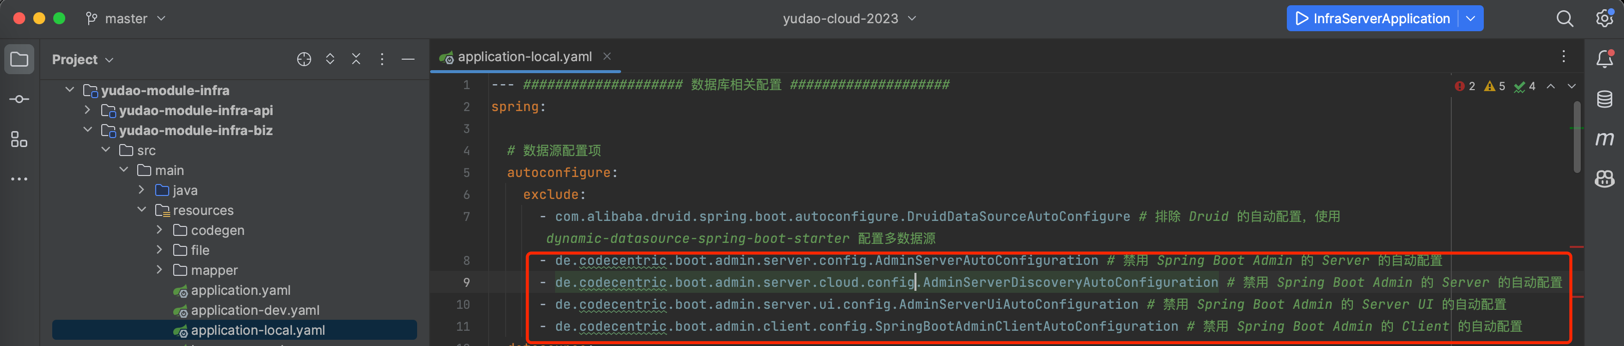 master
yudao-cloud-2023
InfraServerApplication
Project
application-local.yaml
yudao-module-infra
yudao-module-infra-api
yudao-module-infra-biz
src
main
java
resources
codegen
file
mapper
application.yaml
application-dev.yaml
application-local.yaml
2 5 4
1 --- #################### 数据库相关配置 ####################
2 spring:
3
4 # 数据源配置项
5 autoconfigure:
6 exclude:
7 - com.alibaba.druid.spring.boot.autoconfigure.DruidDataSourceAutoConfigure # 排除 Druid 的自动配置，使用
dynamic-datasource-spring-boot-starter 配置多数据源
8 - de.codecentric.boot.admin.server.config.AdminServerAutoConfiguration # 禁用 Spring Boot Admin 的 Server 的自动配置
9 - de.codecentric.boot.admin.server.cloud.config.AdminServerDiscoveryAutoConfiguration # 禁用 Spring Boot Admin 的 Server 的自动配置
10 - de.codecentric.boot.admin.server.ui.config.AdminServerUiAutoConfiguration # 禁用 Spring Boot Admin 的 Server UI 的自动配置
11 - de.codecentric.boot.admin.client.config.SpringBootAdminClientAutoConfiguration # 禁用 Spring Boot Admin 的 Client 的自动配置